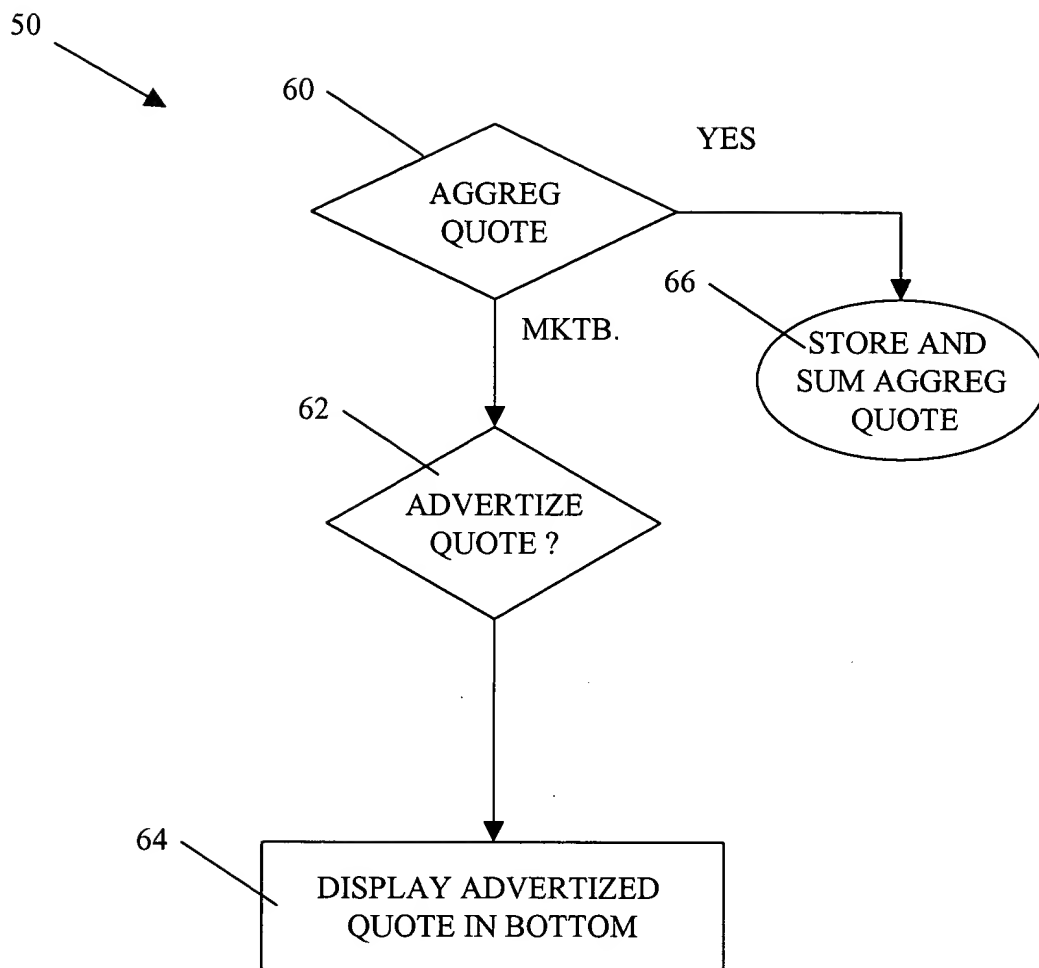 50
60
YES
AGGREG
QUOTE
66
MKTB.
STORE AND
SUM AGGREG
QUOTE
62
ADVERTIZE
QUOTE ?
64
DISPLAY ADVERTIZED
QUOTE IN BOTTOM